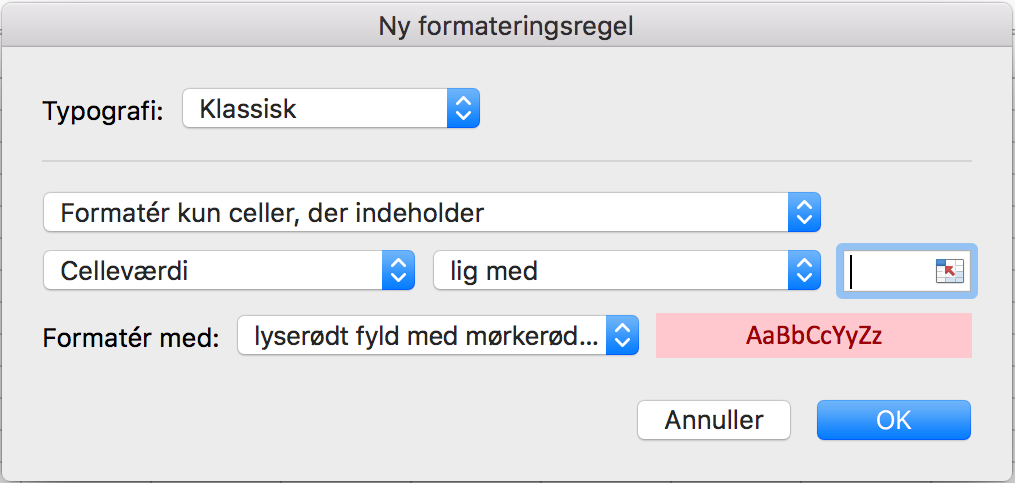 Ny formateringsregel
Typografi: Klassisk
Formatér kun celler, der indeholder
Celleværdi lig med
Formatér med: lyserødt fyld med mørkerød... AaBbCcYyZz
Annuller OK